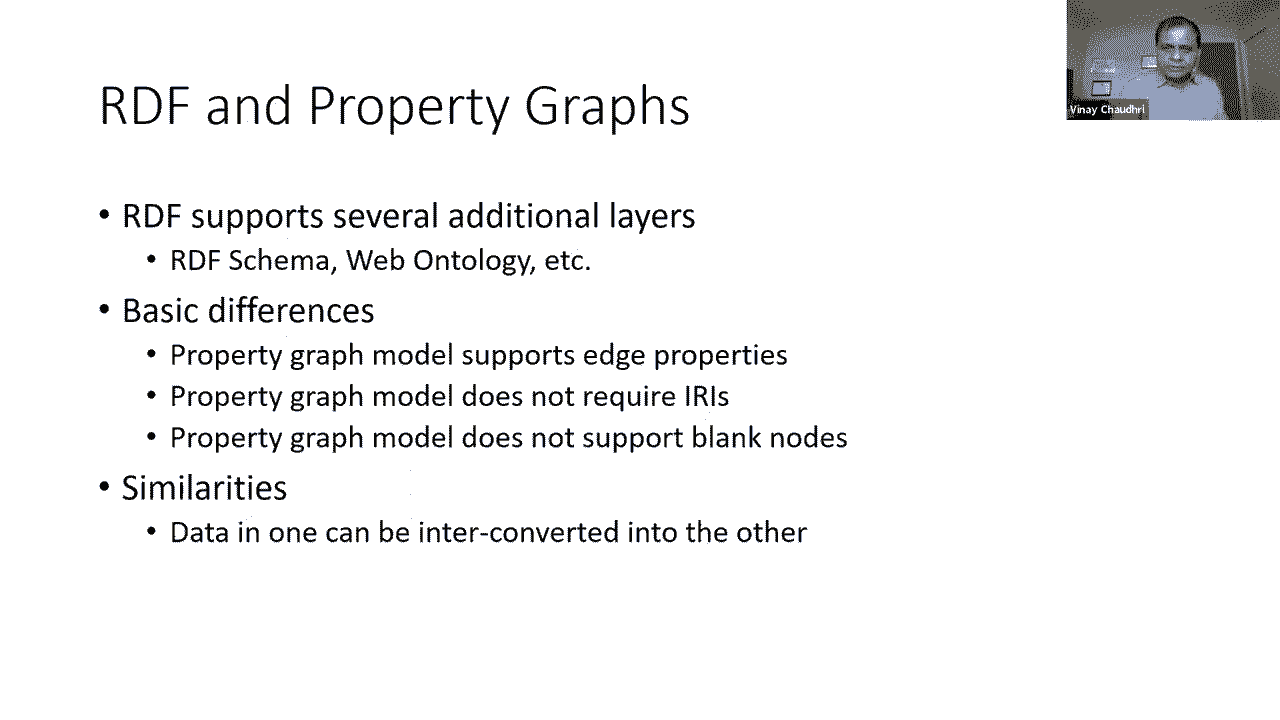 Vinay Chaudhri
RDF and Property Graphs
• RDF supports several additional layers
• RDF Schema, Web Ontology, etc.
• Basic differences
• Property graph model supports edge properties
• Property graph model does not require IRIs
• Property graph model does not support blank nodes
• Similarities
• Data in one can be inter-converted into the other